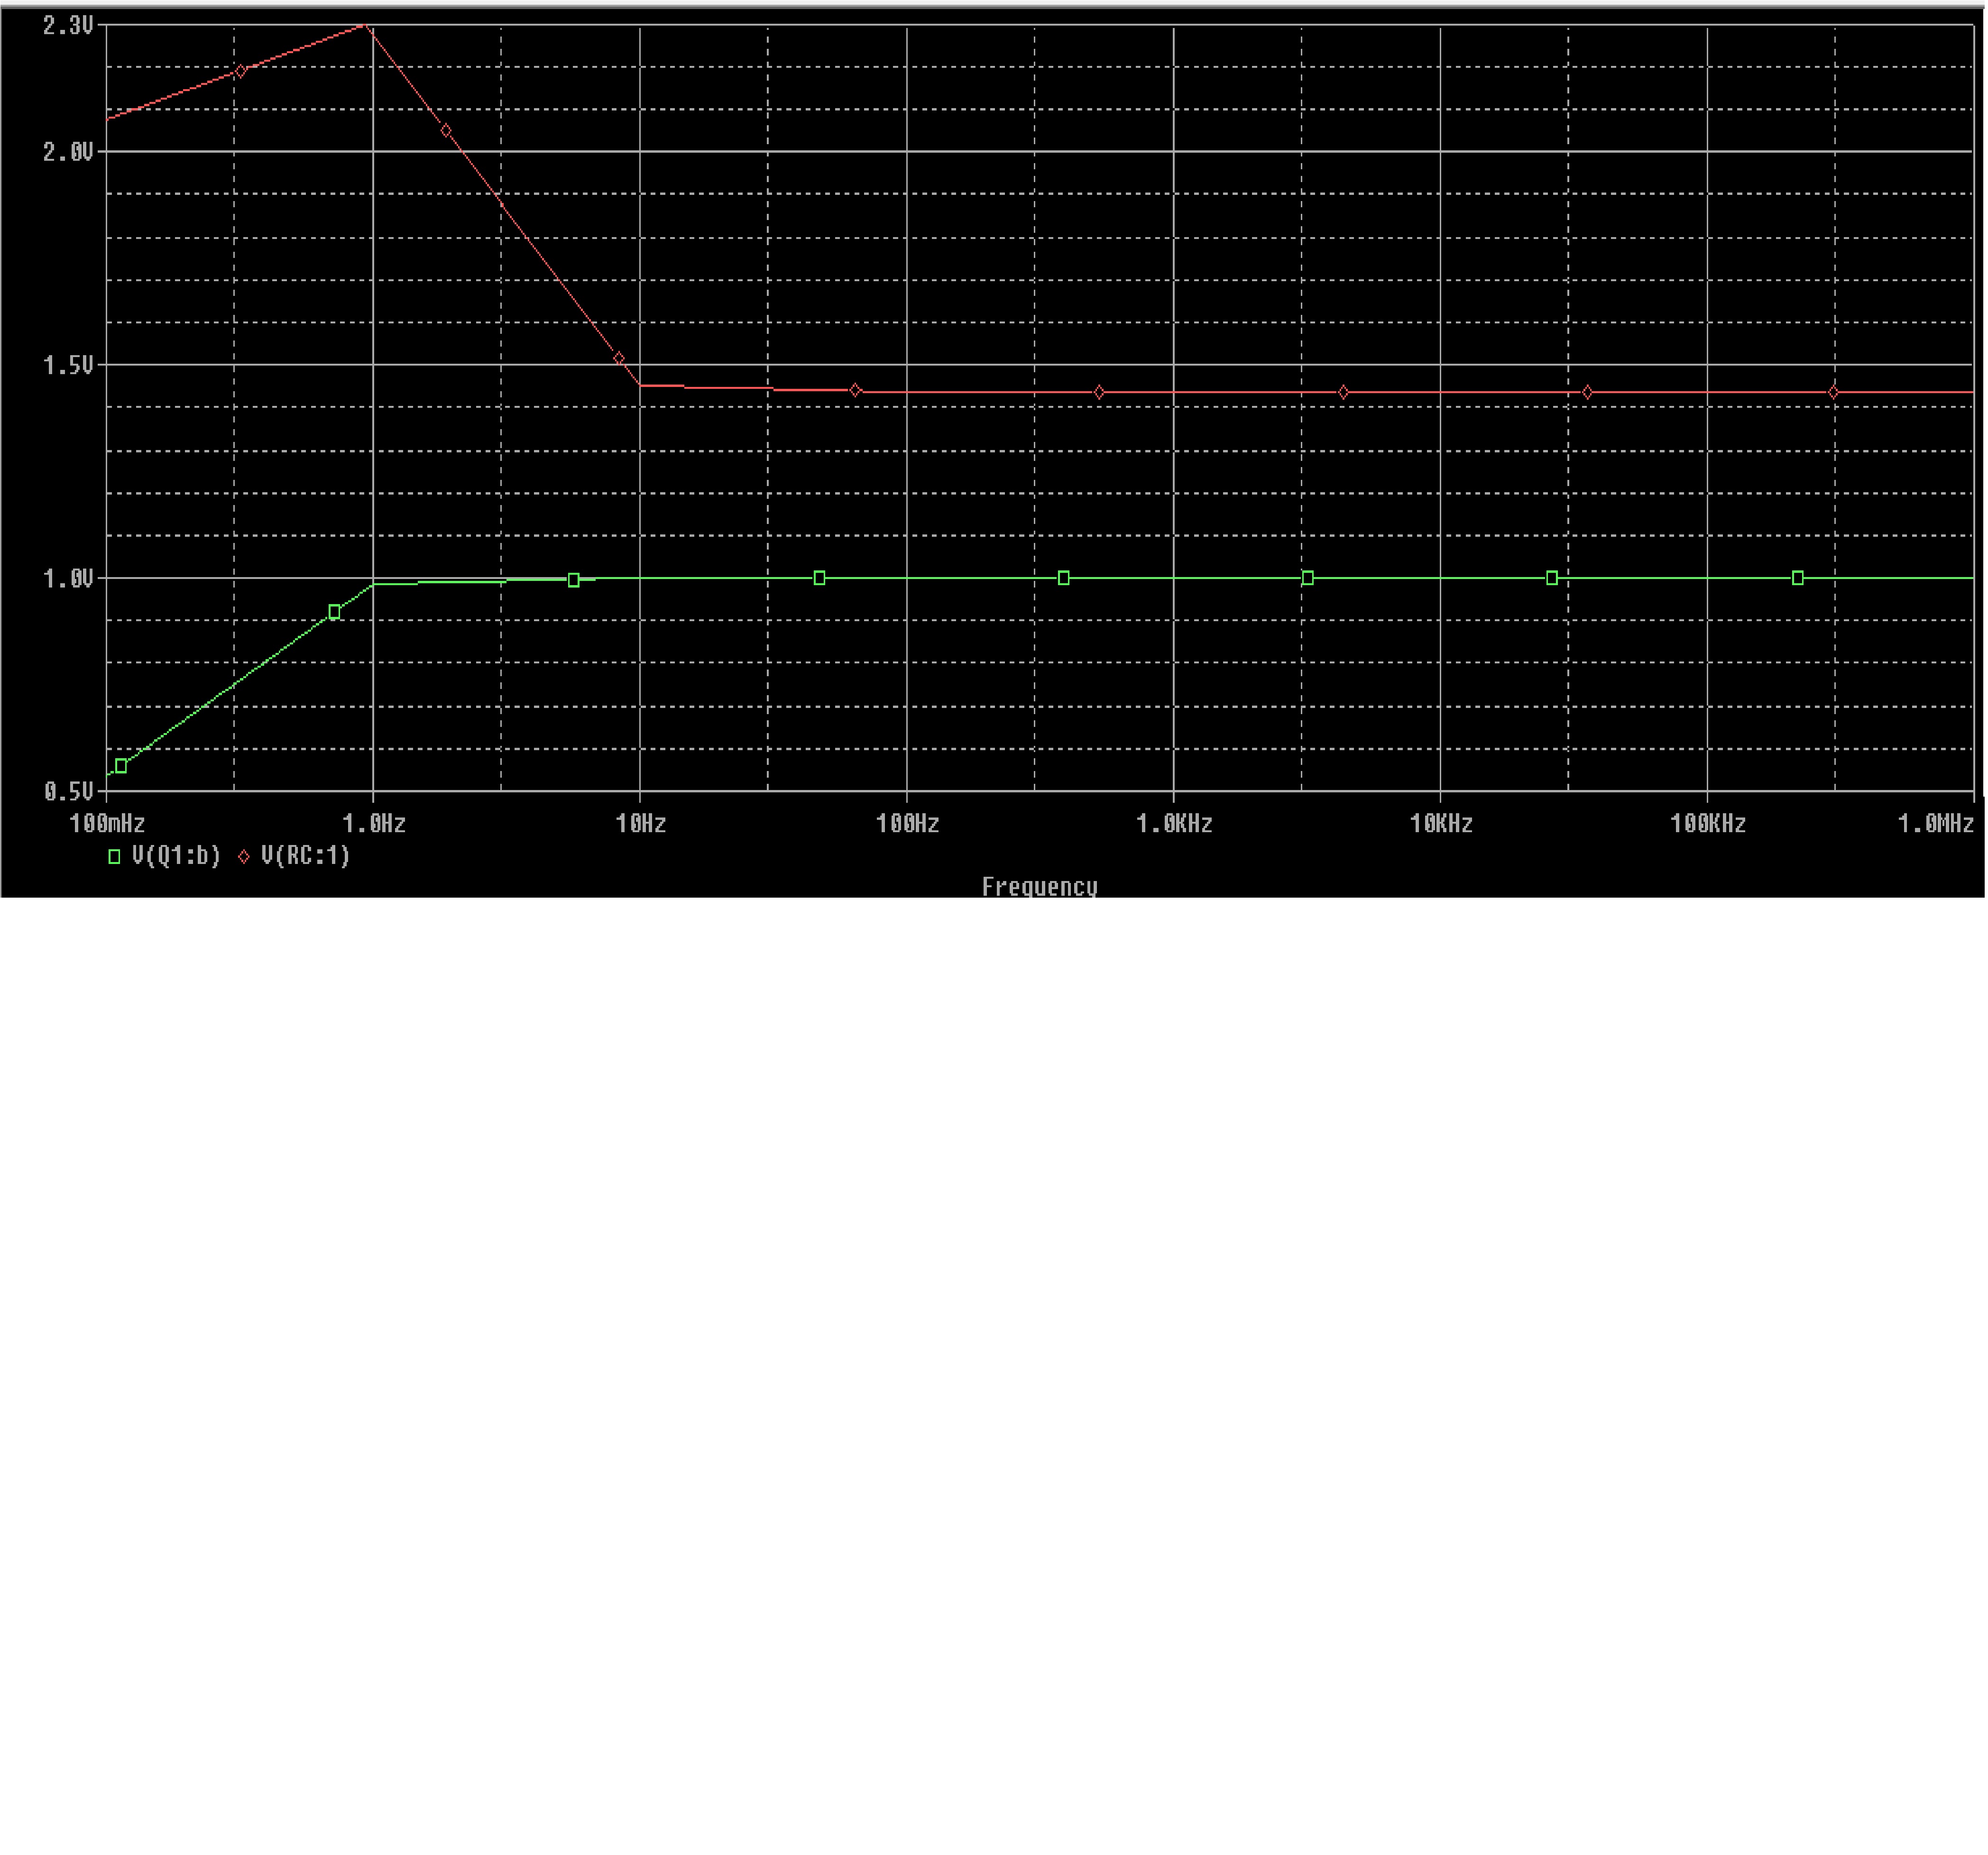 2.3V
2.0V
1.5V
1.0V
0.5V
100mHz 1.0Hz 10Hz 100Hz 1.0KHz 10KHz 100KHz 1.0MHz
V(Q1:b) V(RC:1)
Frequency